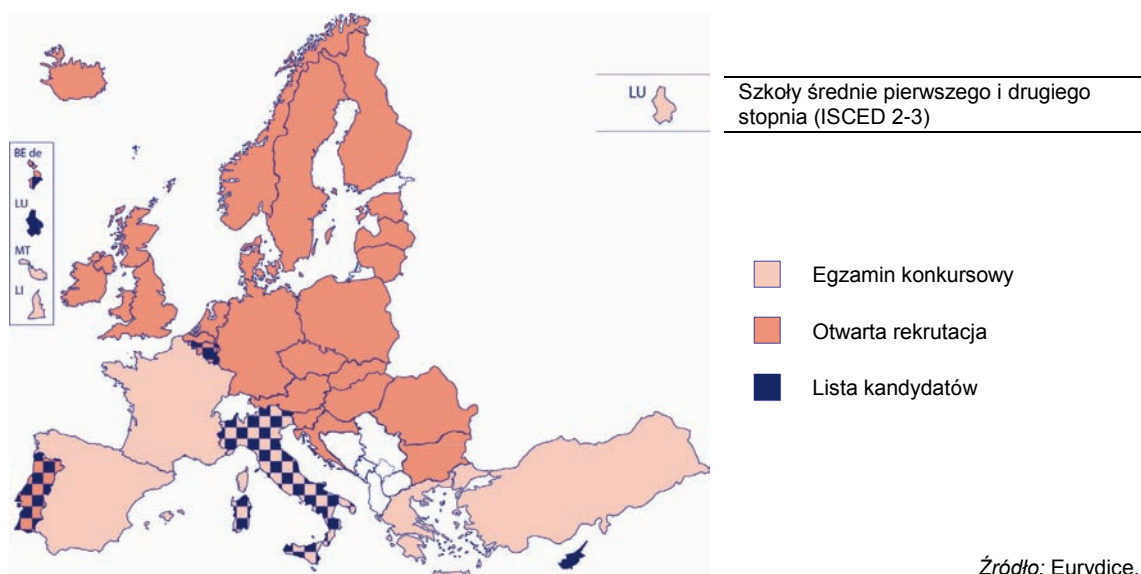 BE de
LU
MT
LI
LU
Szkoły średnie pierwszego i drugiego
stopnia (ISCED 2-3)
Egzamin konkursowy
Otwarta rekrutacja
Lista kandydatów
Źródło: Eurydice.